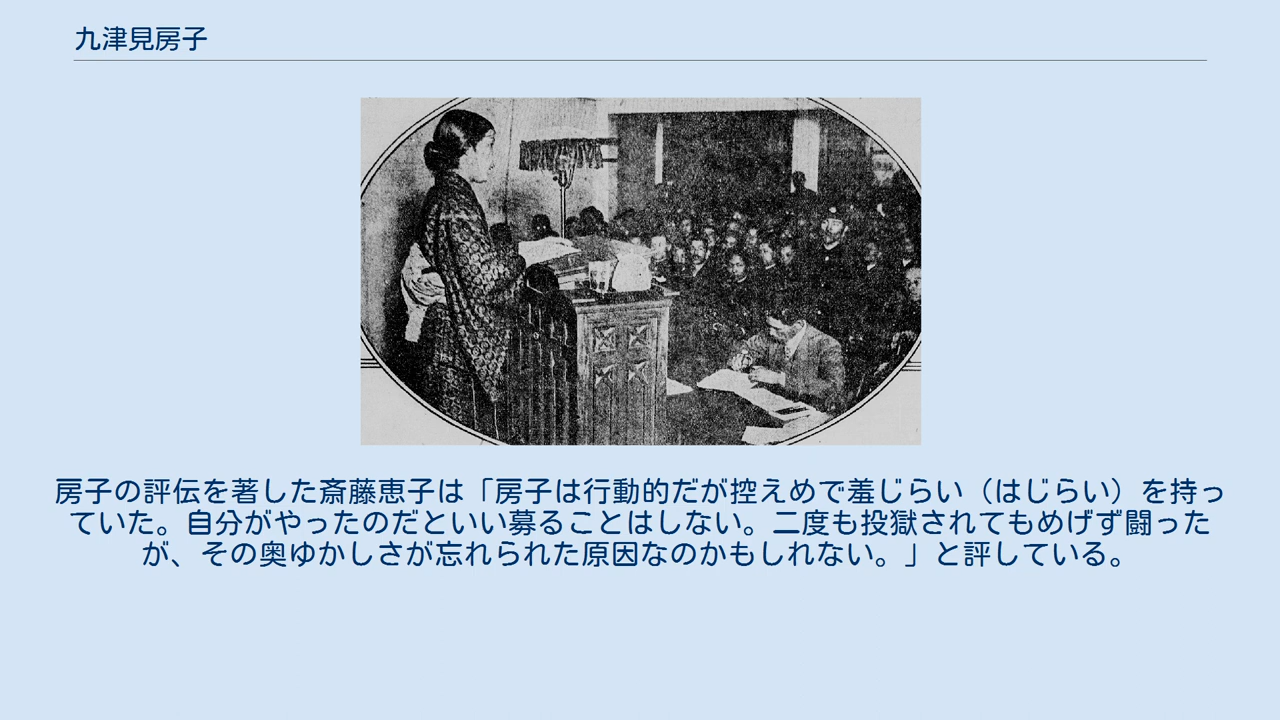 九津見房子
房子の評伝を著した斎藤恵子は「房子は行動的だが控えめで羞じらい（はじらい）を持っ
ていた。自分がやったのだといい募ることはしない。二度も投獄されてもめげず闘った
が、その奥ゆかしさが忘れられた原因なのかもしれない。」と評している。